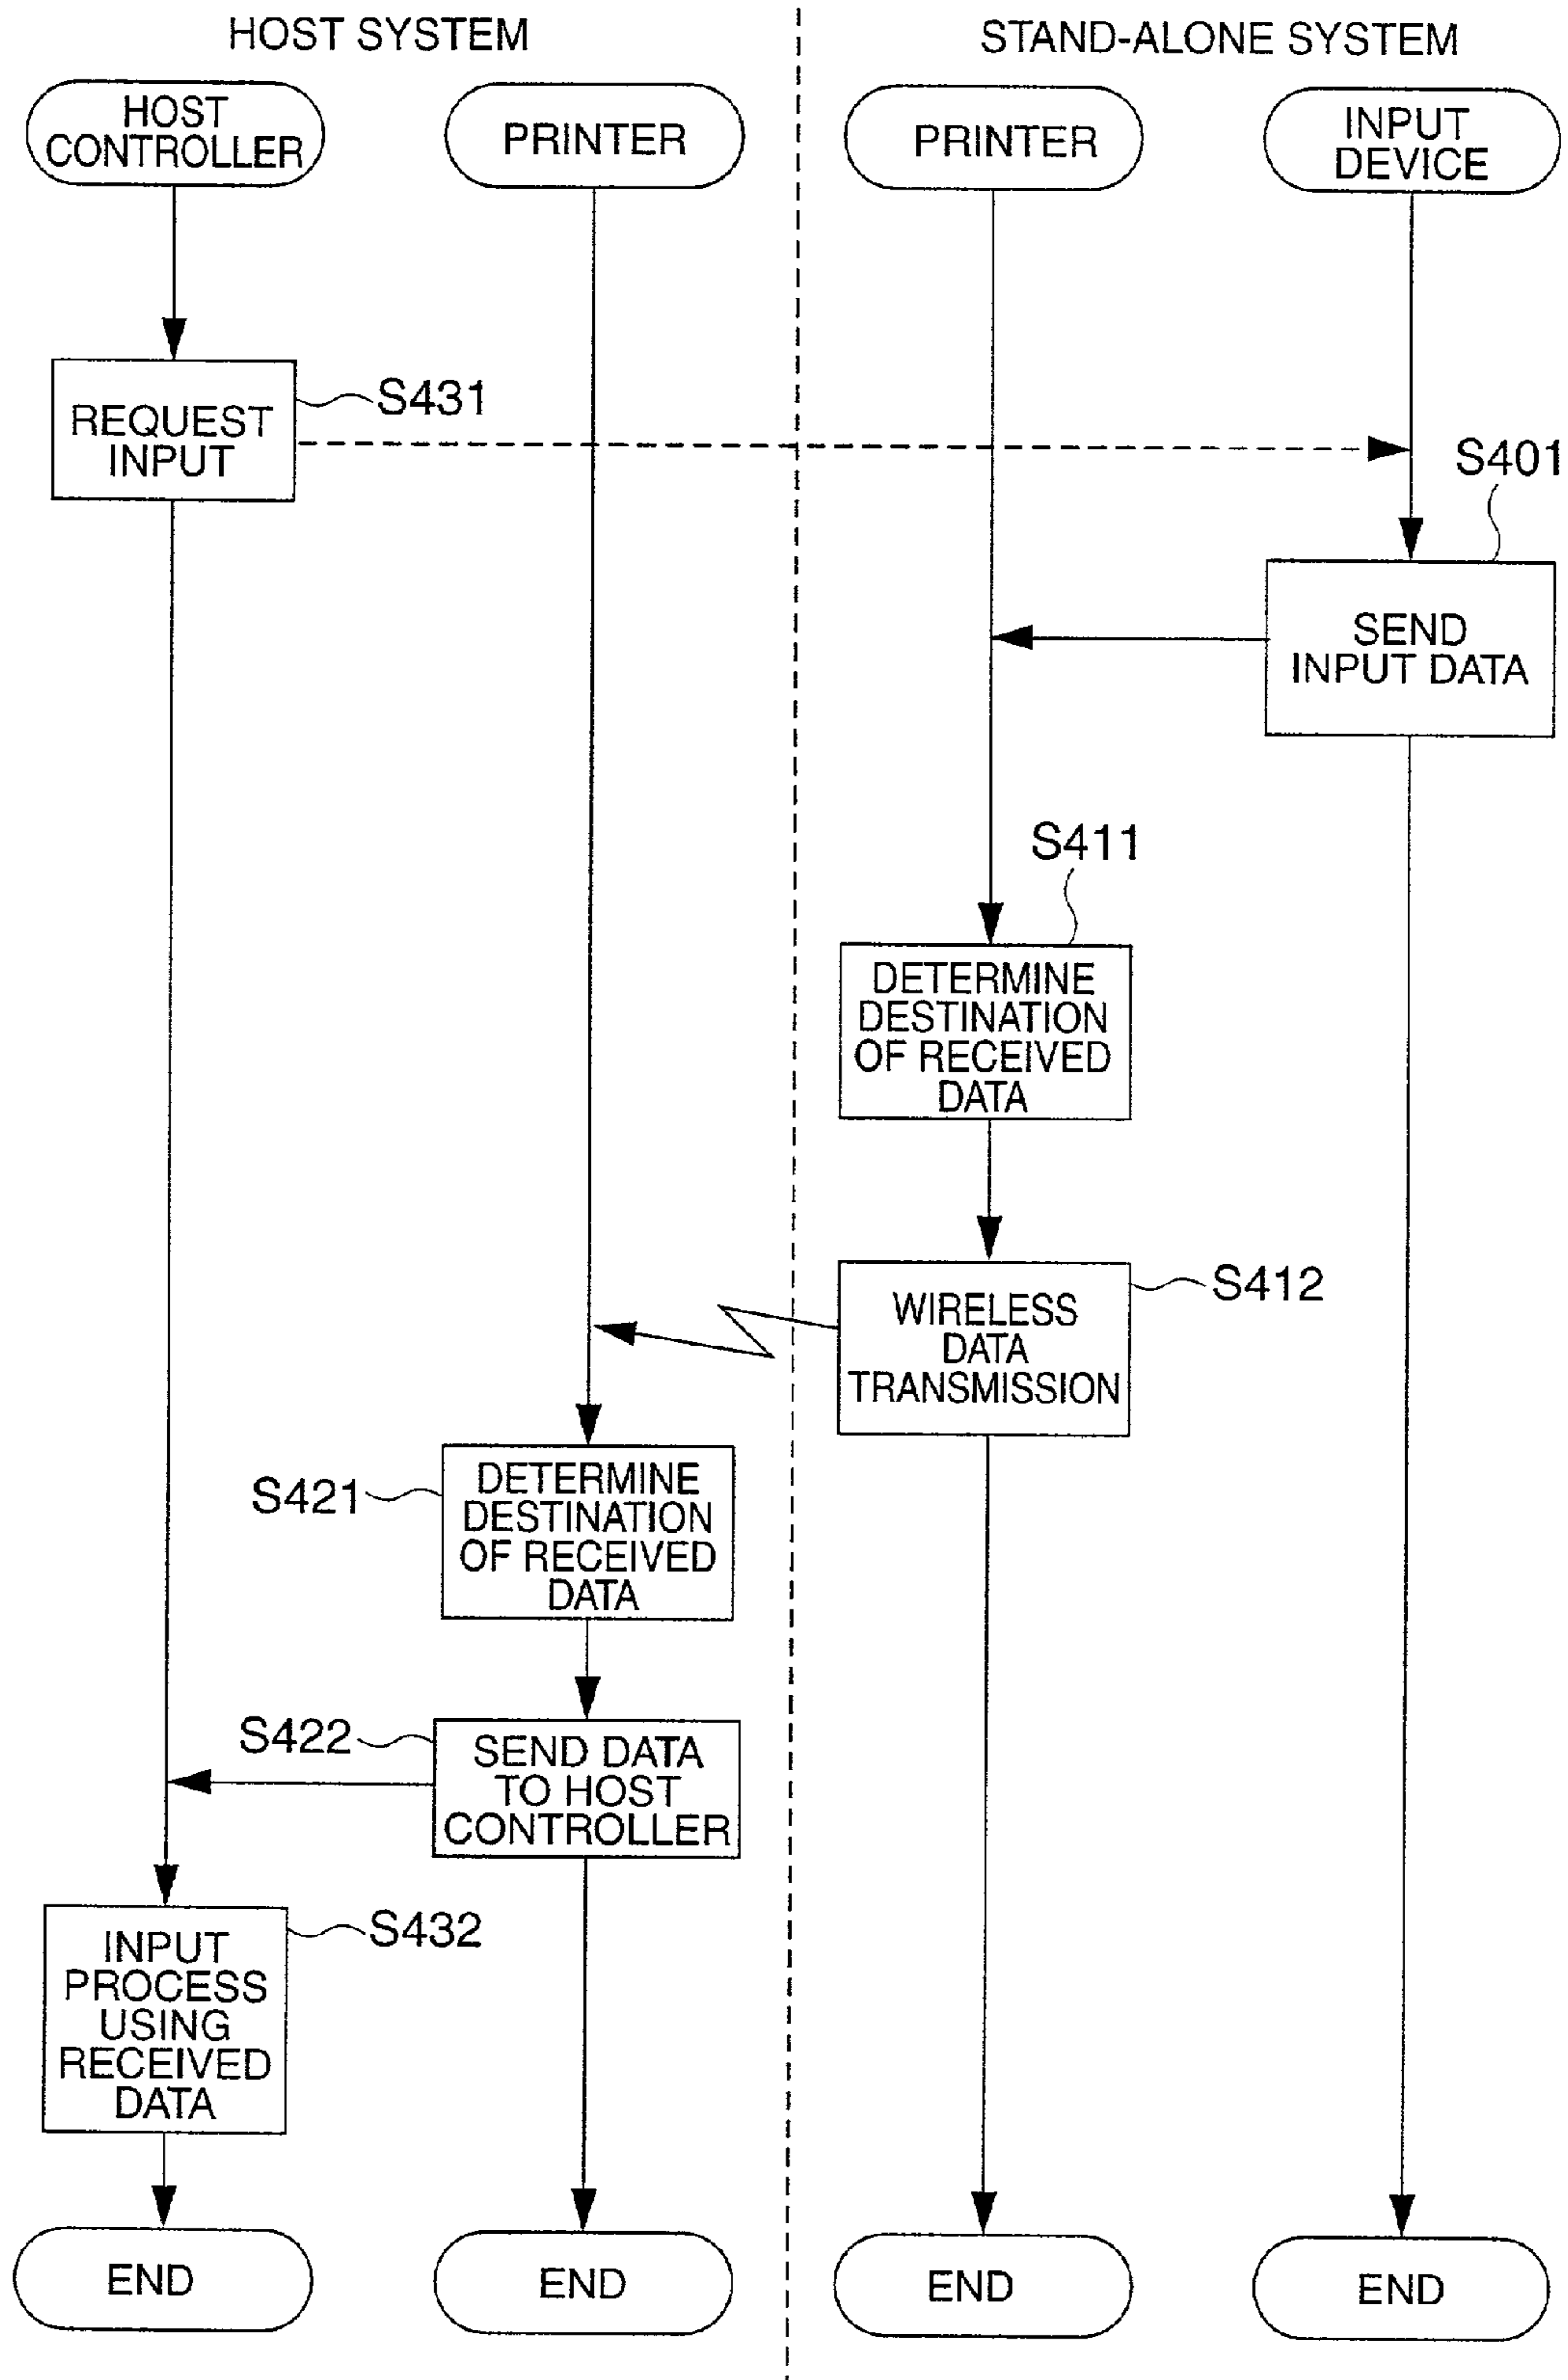 HOST SYSTEM
STAND-ALONE SYSTEM
HOST
CONTROLLER
PRINTER
PRINTER
INPUT
DEVICE
REQUEST
INPUT
S431
S401
SEND
INPUT DATA
S411
DETERMINE
DESTINATION
OF RECEIVED
DATA
WIRELESS
DATA
TRANSMISSION
S412
S421
DETERMINE
DESTINATION
OF RECEIVED
DATA
S422
SEND DATA
TO HOST
CONTROLLER
INPUT
PROCESS
USING
RECEIVED
DATA
S432
END
END
END
END